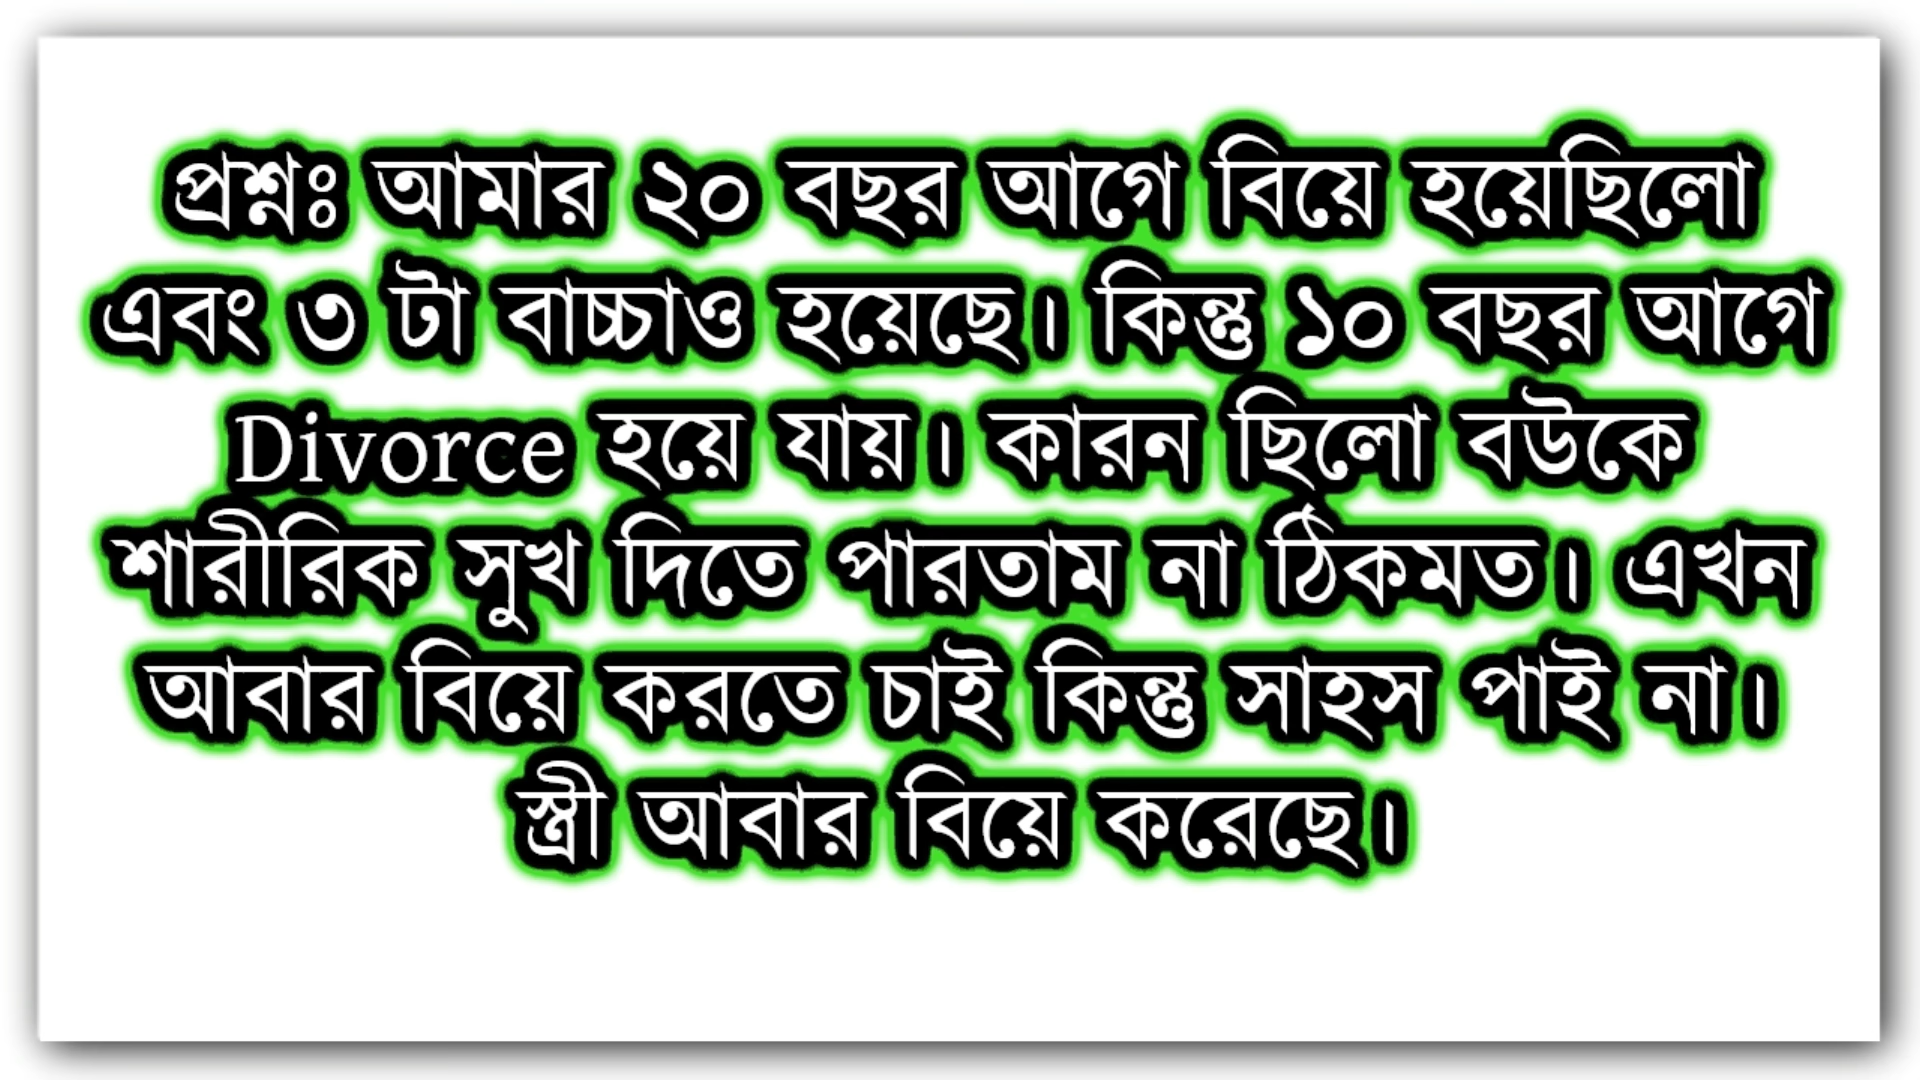 প্রশ্নঃ আমার ২০ বছর আগে বিয়ে হয়েছিলো
এবং ৩ টা বাচ্চাও হয়েছে। কিন্তু ১০ বছর আগে
Divorce হয়ে যায়। কারন ছিলো বউকে
শারীরিক সুখ দিতে পারতাম না ঠিকমত। এখন
আবার বিয়ে করতে চাই কিন্তু সাহস পাই না।
স্ত্রী আবার বিয়ে করেছে।